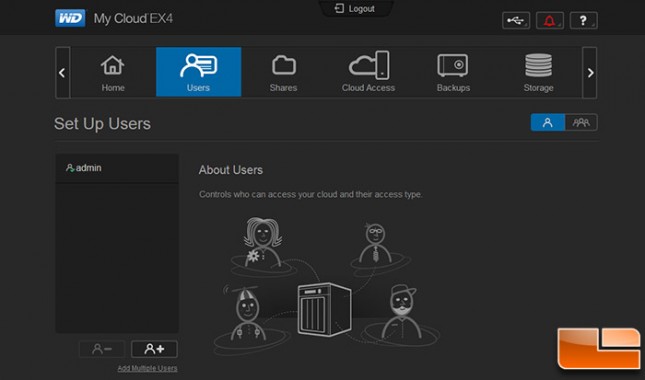 Logout
WD My Cloud EX4
?
Home
Users
Shares
Cloud Access
Backups
Storage
Set Up Users
admin
About Users
Controls who can access your cloud and their access type.
Add Multiple Users